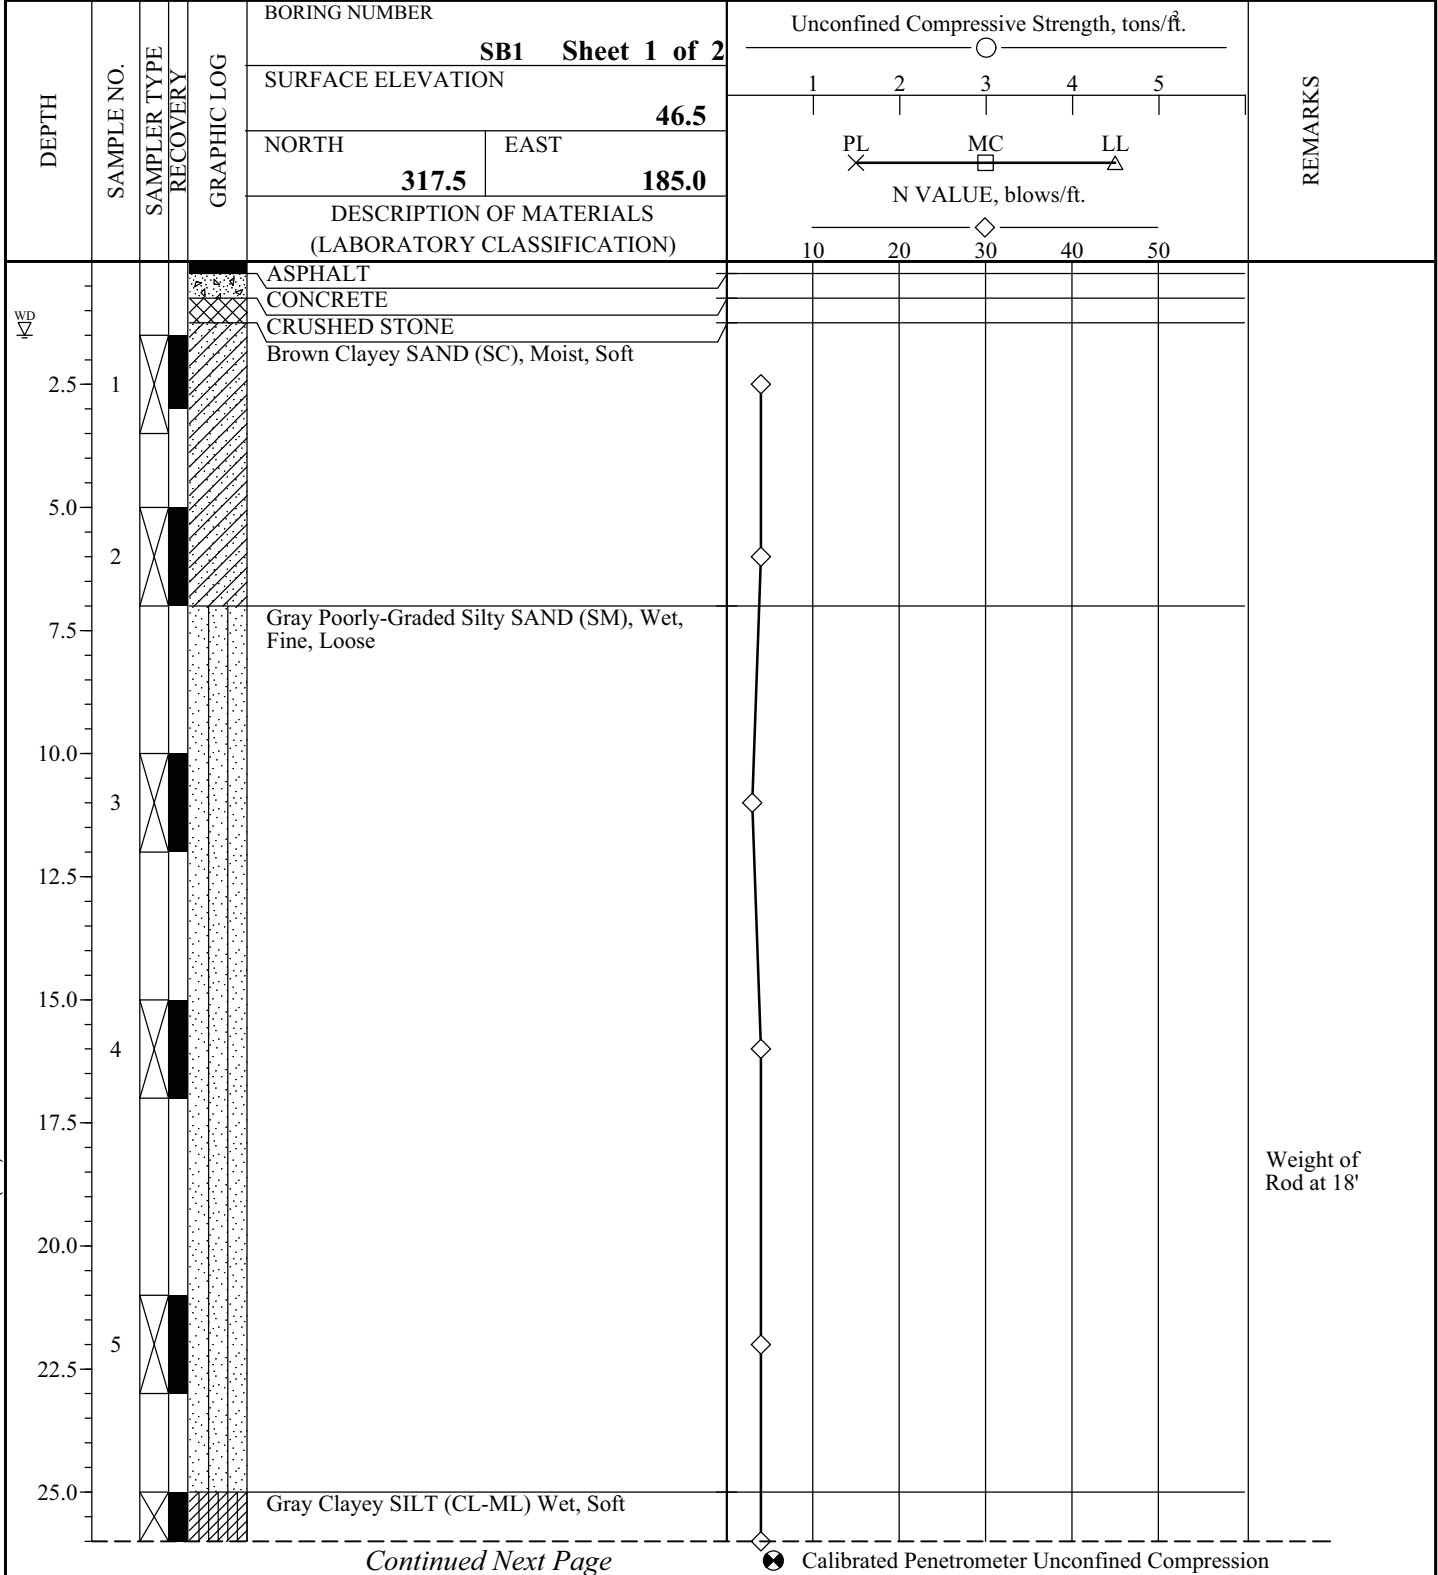 DEPTH
SAMPLE NO.
SAMPLER TYPE
RECOVERY
GRAPHIC LOG
BORING NUMBER
SB1 Sheet 1 of 2
SURFACE ELEVATION
46.5
NORTH
EAST
317.5
185.0
DESCRIPTION OF MATERIALS
(LABORATORY CLASSIFICATION)
Unconfined Compressive Strength, tons/ft.²
1 2 3 4 5
PL MC LL
N VALUE, blows/ft.
10 20 30 40 50
REMARKS
ASPHALT
CONCRETE
WD
CRUSHED STONE
Brown Clayey SAND (SC), Moist, Soft
2.5
1
5.0
2
Gray Poorly-Graded Silty SAND (SM), Wet,
Fine, Loose
7.5
10.0
3
12.5
15.0
4
17.5
Weight of
Rod at 18'
20.0
5
22.5
25.0
Gray Clayey SILT (CL-ML) Wet, Soft
Continued Next Page
Calibrated Penetrometer Unconfined Compression